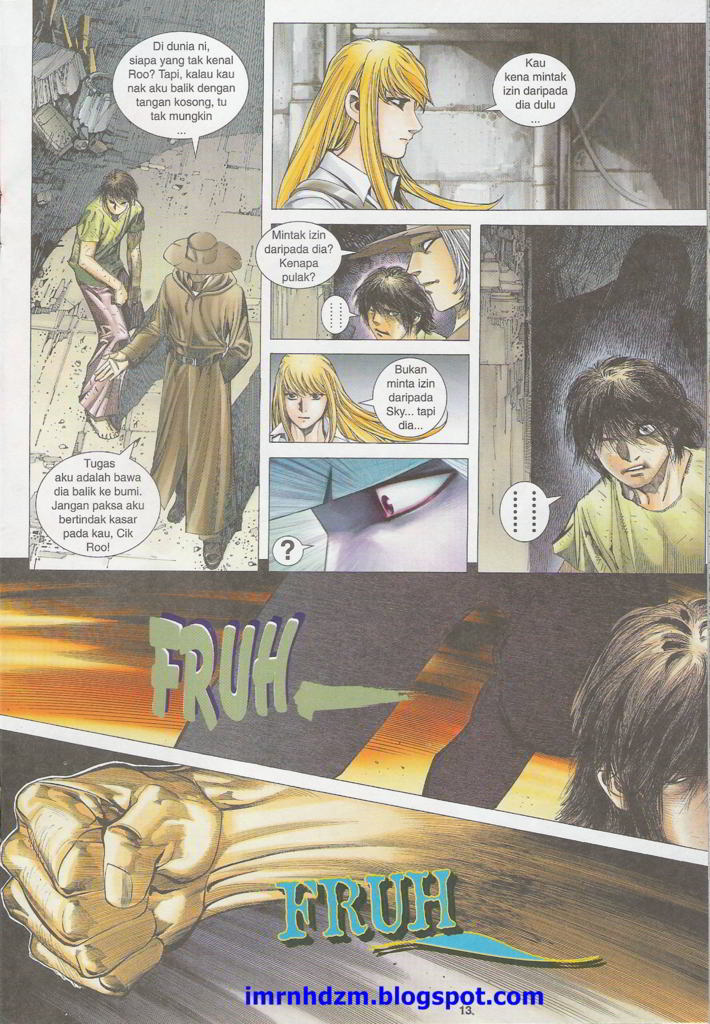 Di dunia ni,
siapa yang tak kenal
Roo? Tapi, kalau kau
nak aku balik dengan
tangan kosong, tu
tak mungkin
...
Kau
kena mintak
izin daripada
dia dulu
...
Mintak izin
daripada dia?
Kenapa
pulak?
Bukan
minta izin
daripada
Sky... tapi
dia...
Tugas
aku adalah bawa
dia balik ke bumi.
Jangan paksa aku
bertindak kasar
pada kau, Cik
Roo!
?
FRUH
FRUH
imrnhdzm.blogspot.com
13.